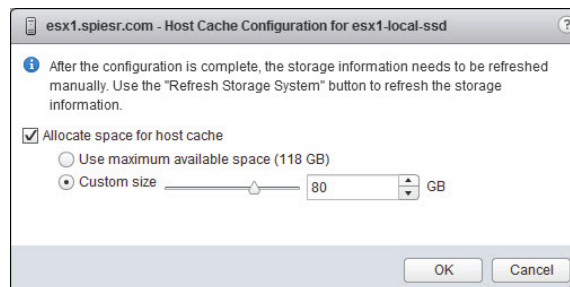 esx1.spiesr.com - Host Cache Configuration for esx1-local-ssd
?
After the configuration is complete, the storage information needs to be refreshed
manually. Use the "Refresh Storage System" button to refresh the storage
information.
Allocate space for host cache
Use maximum available space (118 GB)
Custom size 80 GB
OK Cancel